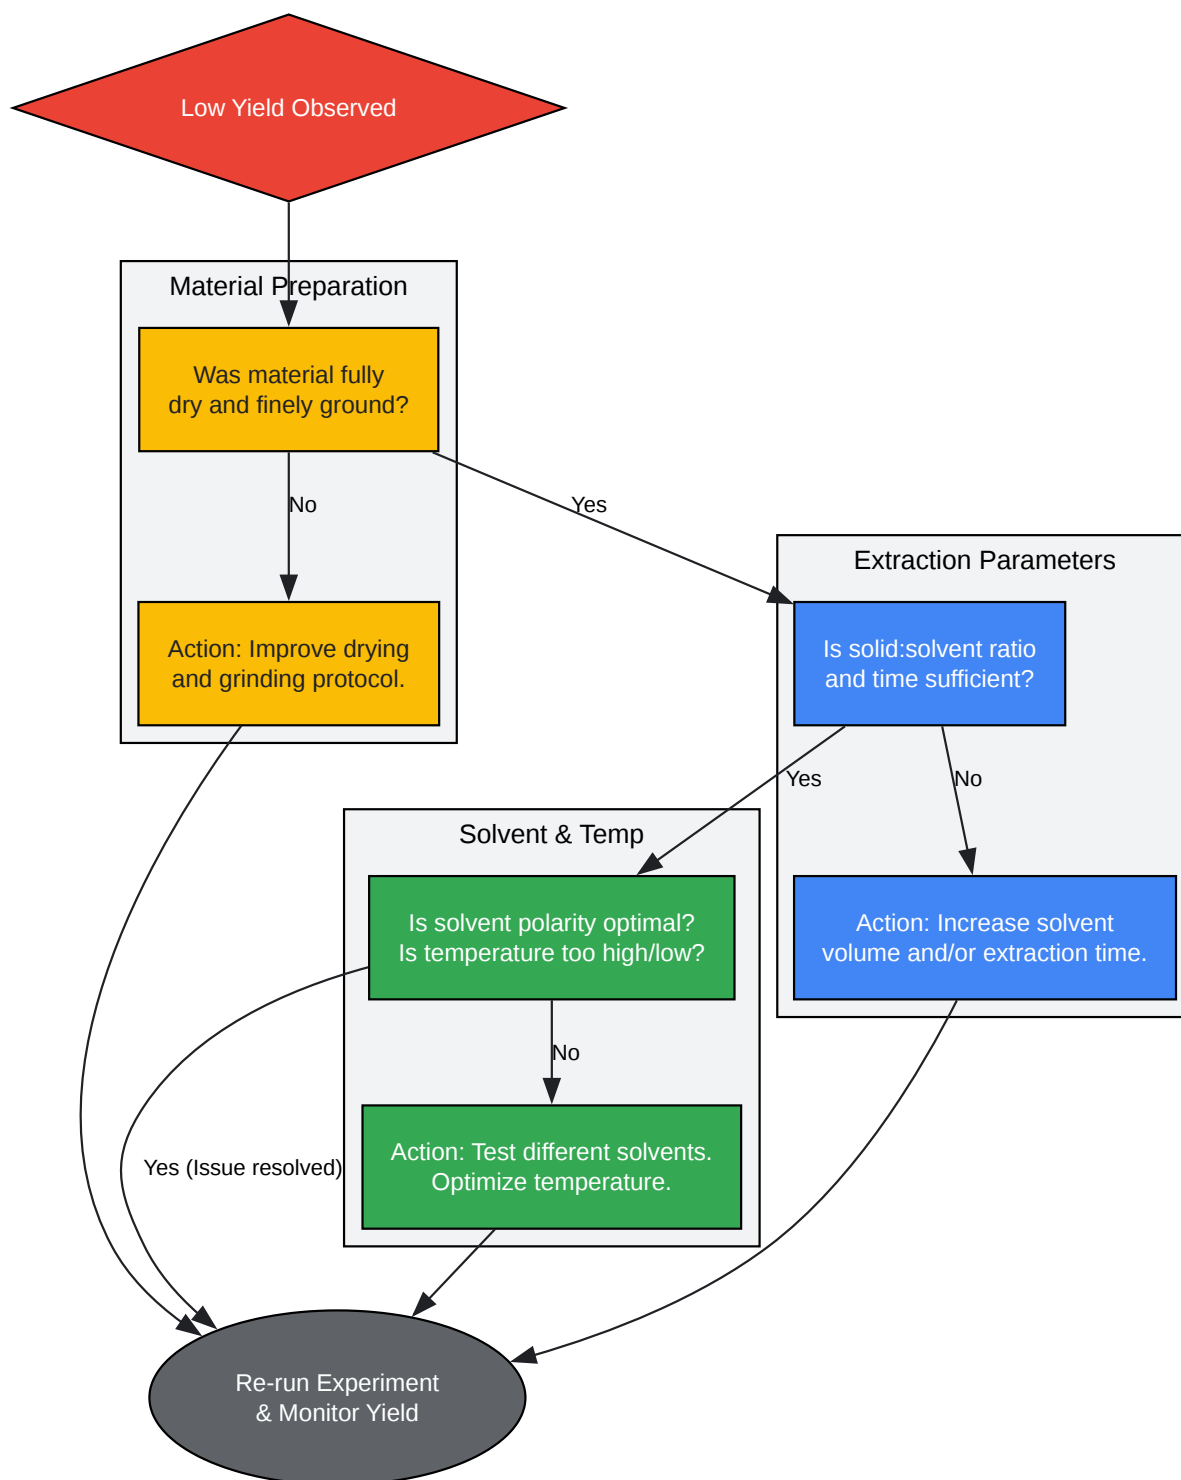 Low Yield Observed
Material Preparation
Was material fully
dry and finely ground?
No
Yes
Extraction Parameters
Action: Improve drying
and grinding protocol.
Is solid:solvent ratio
and time sufficient?
Yes
No
Solvent & Temp
Is solvent polarity optimal?
Is temperature too high/low?
Action: Increase solvent
volume and/or extraction time.
No
Yes (Issue resolved)
Action: Test different solvents.
Optimize temperature.
Re-run Experiment
& Monitor Yield